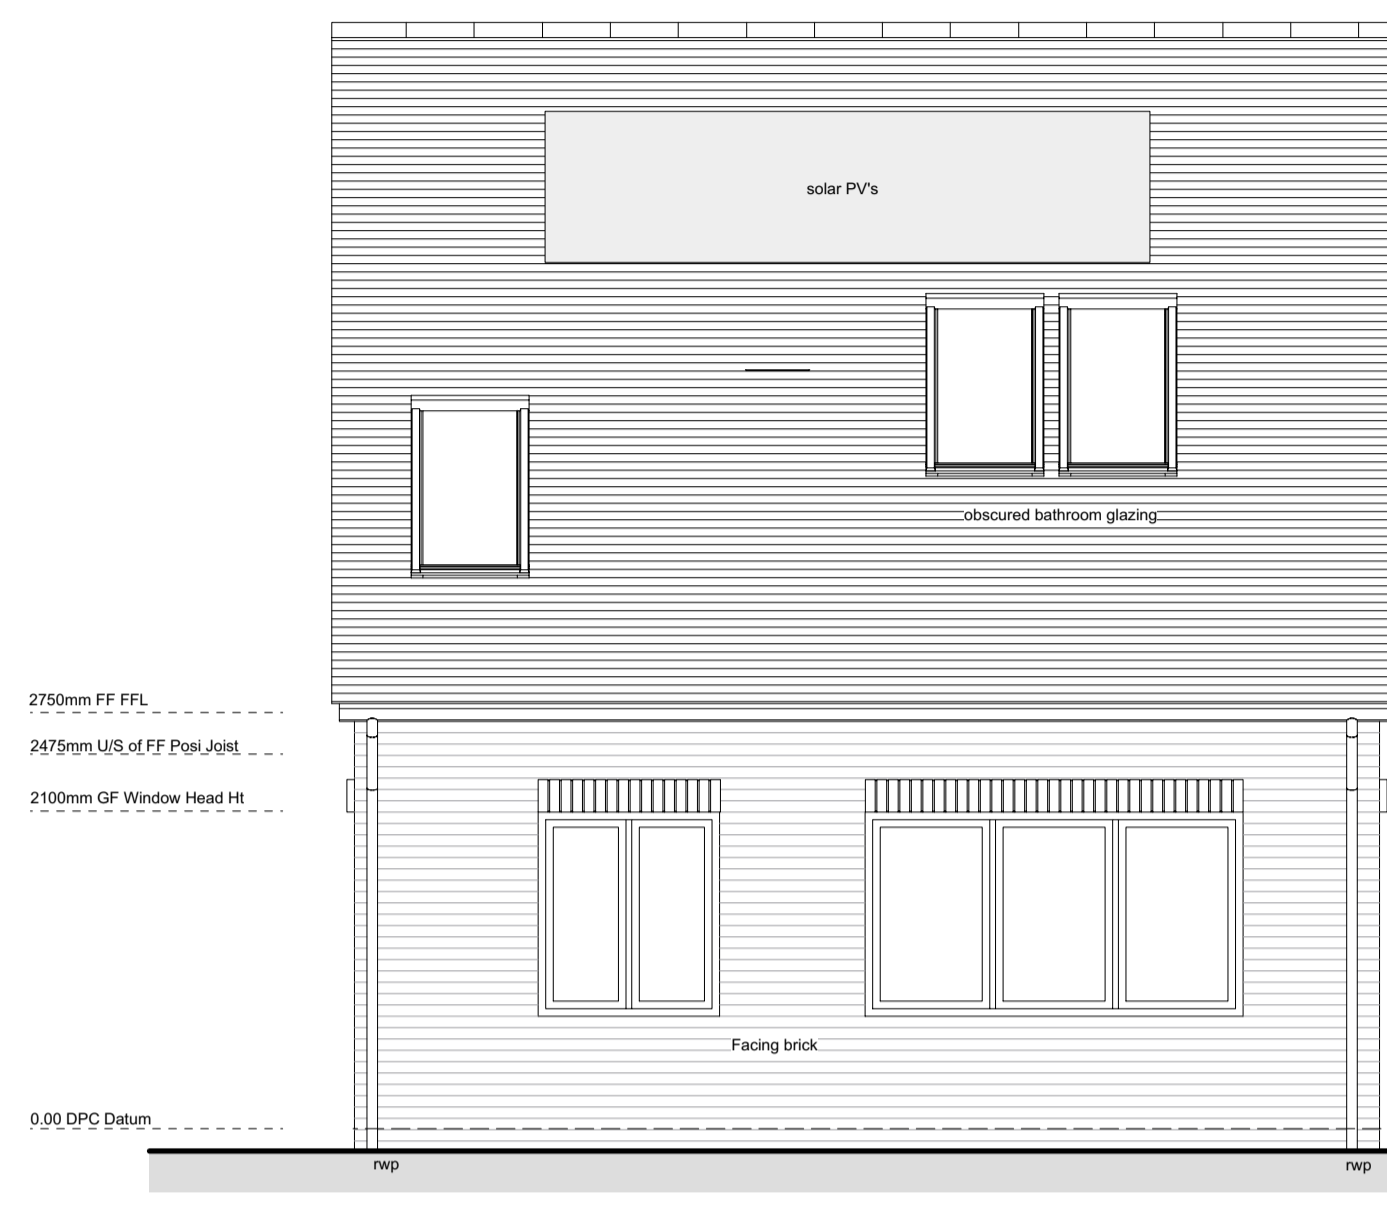 solar PV's
obscured bathroom glazing
2750mm FF FFL
2475mm U/S of FF Posi Joist
2100mm GF Window Head Ht
Facing brick
0.00 DPC Datum
rwp
rwp